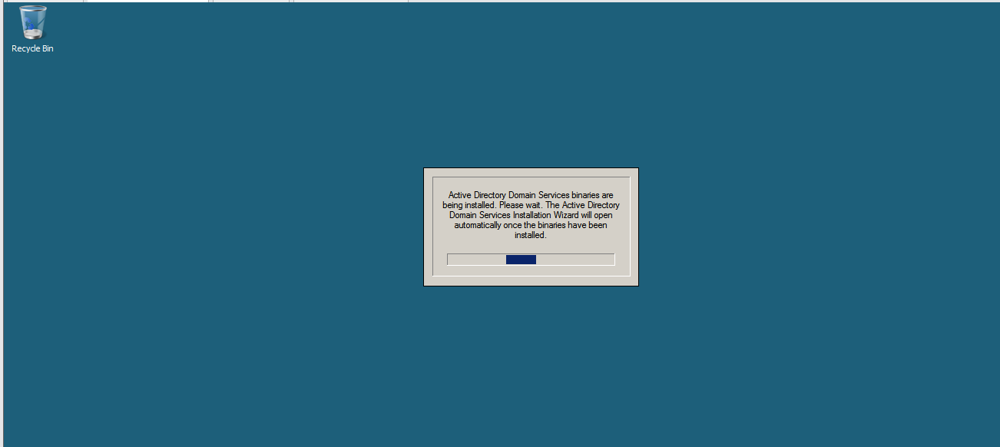 Recycle Bin
Active Directory Domain Services binaries are
being installed. Please wait. The Active Directory
Domain Services Installation Wizard will open
automatically once the binaries have been
installed.